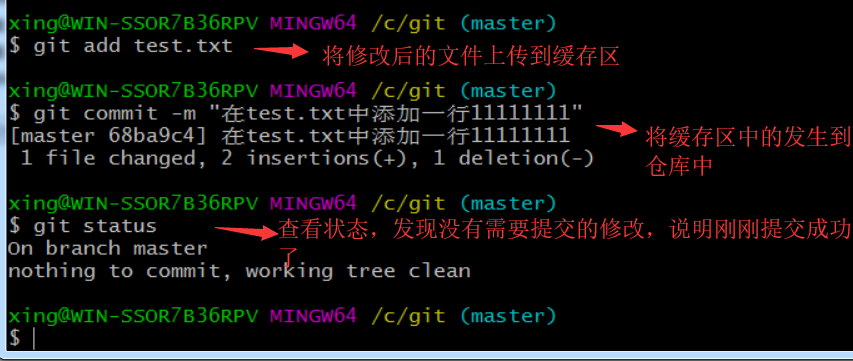 xing@WIN-SSOR7B36RPV MINGW64 /c/git (master)
$ git add test.txt
将修改后的文件上传到缓存区
xing@WIN-SSOR7B36RPV MINGW64 /c/git (master)
$ git commit -m "在test.txt中添加一行11111111"
[master 68ba9c4] 在test.txt中添加一行11111111
1 file changed, 2 insertions(+), 1 deletion(-)
将缓存区中的发生到
仓库中
xing@WIN-SSOR7B36RPV MINGW64 /c/git (master)
$ git status
查看状态，发现没有需要提交的修改，说明刚刚提交成功
了
On branch master
nothing to commit, working tree clean
xing@WIN-SSOR7B36RPV MINGW64 /c/git (master)
$